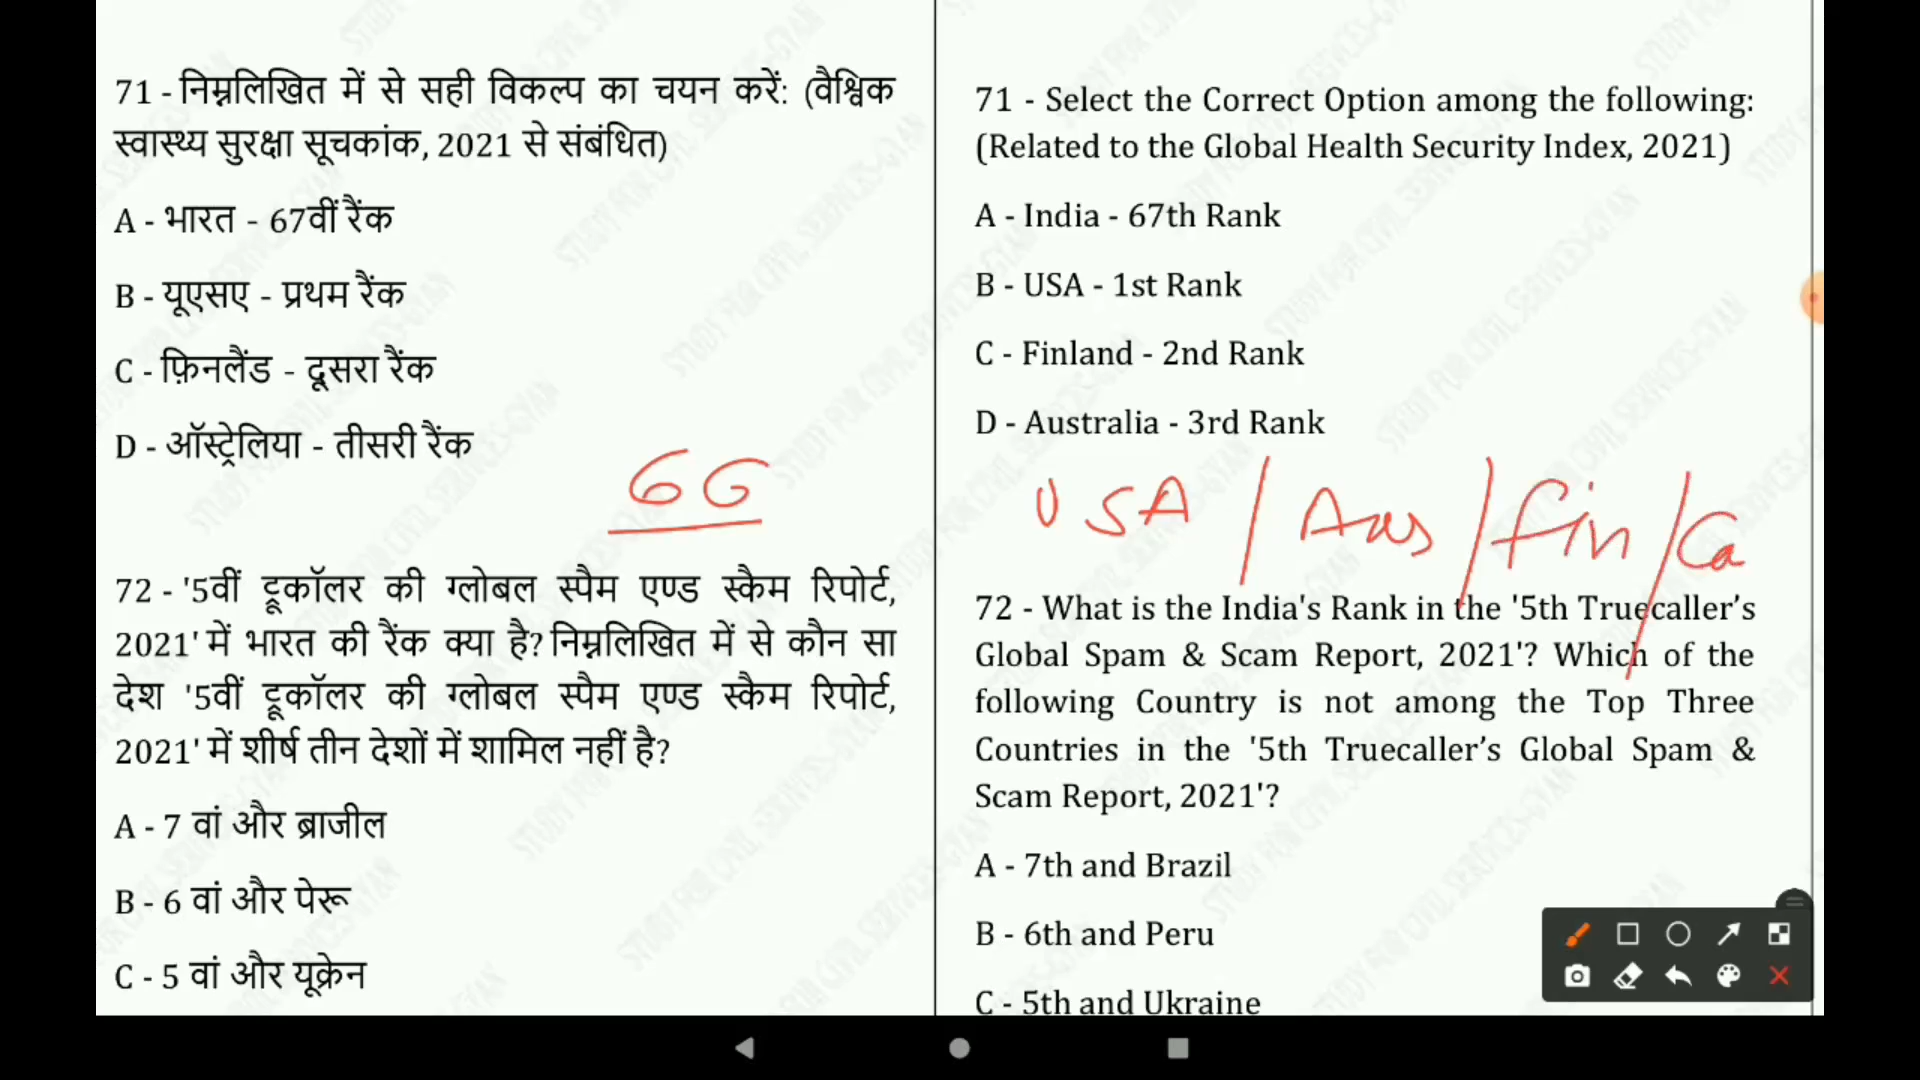 71 - निम्नलिखित में से सही विकल्प का चयन करें: (वैश्विक
स्वास्थ्य सुरक्षा सूचकांक, 2021 से संबंधित)
A - भारत - 67वीं रैंक
B - यूएसए - प्रथम रैंक
C - फ़िनलैंड - दूसरा रैंक
D - ऑस्ट्रेलिया - तीसरी रैंक
66
72 - '5वीं ट्रूकॉलर की ग्लोबल स्पैम एण्ड स्कैम रिपोर्ट,
2021' में भारत की रैंक क्या है? निम्नलिखित में से कौन सा
देश '5वीं ट्रूकॉलर की ग्लोबल स्पैम एण्ड स्कैम रिपोर्ट,
2021' में शीर्ष तीन देशों में शामिल नहीं है?
A - 7 वां और ब्राजील
B - 6 वां और पेरू
C - 5 वां और यूक्रेन
71 - Select the Correct Option among the following:
(Related to the Global Health Security Index, 2021)
A - India - 67th Rank
B - USA - 1st Rank
C - Finland - 2nd Rank
D - Australia - 3rd Rank
USA / Aus / fin / Ca
72 - What is the India's Rank in the '5th Truecaller’s
Global Spam & Scam Report, 2021'? Which of the
following Country is not among the Top Three
Countries in the '5th Truecaller’s Global Spam &
Scam Report, 2021'?
A - 7th and Brazil
B - 6th and Peru
C - 5th and Ukraine
STUDY FOR CIVIL SERVICES-GYAN